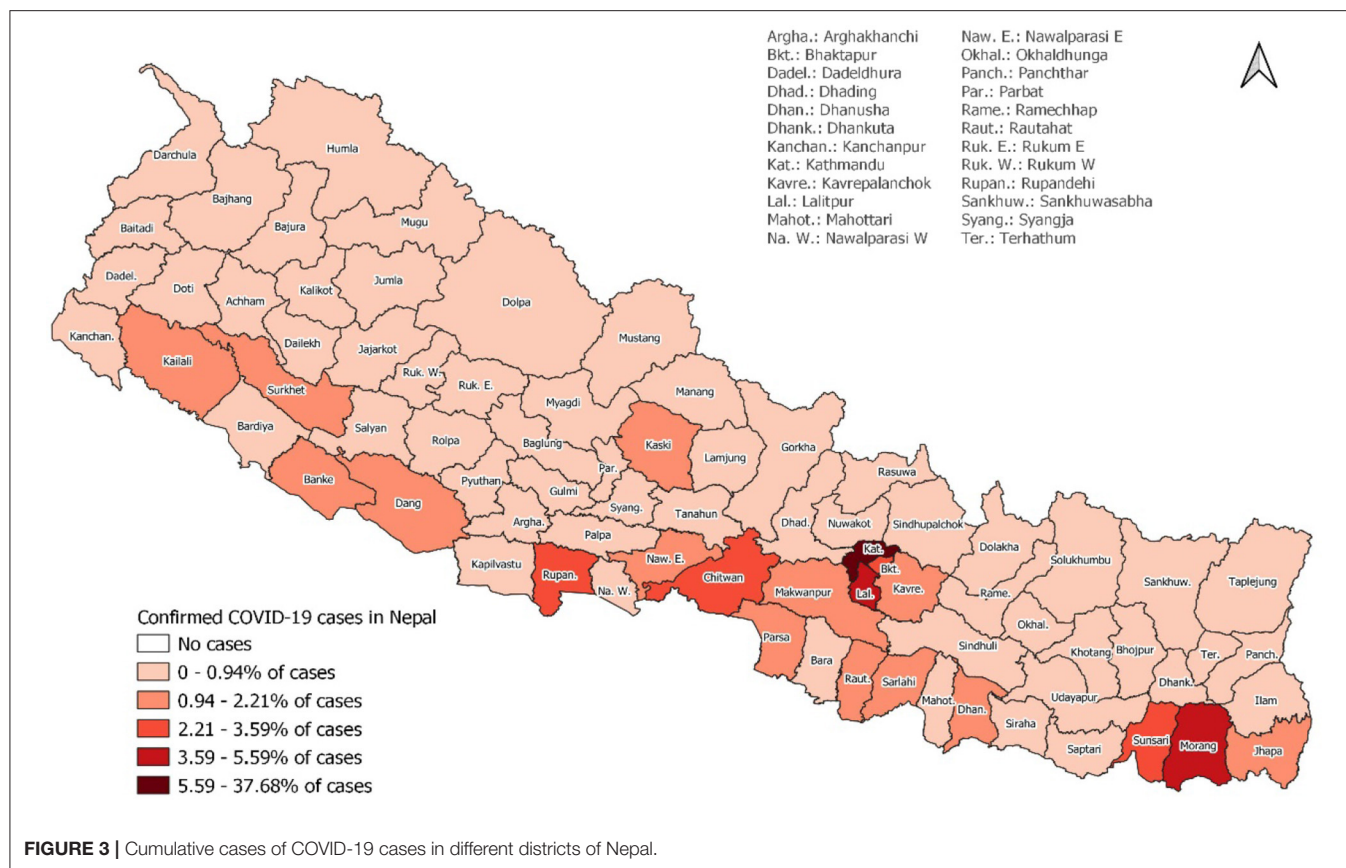 Argha.: Arghakhanchi
Bkt.: Bhaktapur
Dadel.: Dadeldhura
Dhad.: Dhading
Dhan.: Dhanusha
Dhank.: Dhankuta
Kanchan.: Kanchanpur
Kat.: Kathmandu
Kavre.: Kavrepalanchok
Lal.: Lalitpur
Mahot.: Mahottari
Na. W.: Nawalparasi W
Naw. E.: Nawalparasi E
Okhal.: Okhaldhunga
Panch.: Panchthar
Par.: Parbat
Rame.: Ramechhap
Raut.: Rautahat
Ruk. E.: Rukum E
Ruk. W.: Rukum W
Rupan.: Rupandehi
Sankhuw.: Sankhuwasabha
Syang.: Syangja
Ter.: Terhathum
Darchula
Humla
Bajhang
Baitadi
Bajura
Mugu
Dadel.
Doti
Achham
Kalikot
Jumla
Dolpa
Kanchan.
Kailali
Dailekh
Jajarkot
Mustang
Surkhet
Ruk. W.
Ruk. E.
Manang
Myagdi
Bardiya
Salyan
Rolpa
Baglung
Kaski
Lamjung
Gorkha
Rasuwa
Banke
Dang
Pyuthan
Gulmi
Par.
Syang.
Tanahun
Dhad.
Nuwakot
Sindhupalchok
Argha.
Palpa
Kapilvastu
Rupan.
Na. W.
Naw. E.
Chitwan
Kat.
Bkt.
Lal.
Kavre.
Makwanpur
Dolakha
Solukhumbu
Sankhuw.
Taplejung
Rame.
Okhal.
Khotang
Bhojpur
Ter.
Panch.
Parsa
Bara
Raut.
Sarlahi
Sindhuli
Mahot.
Dhan.
Siraha
Udayapur
Dhank.
Ilam
Saptari
Sunsari
Morang
Jhapa
Confirmed COVID-19 cases in Nepal
No cases
0 - 0.94% of cases
0.94 - 2.21% of cases
2.21 - 3.59% of cases
3.59 - 5.59% of cases
5.59 - 37.68% of cases
FIGURE 3 | Cumulative cases of COVID-19 cases in different districts of Nepal.